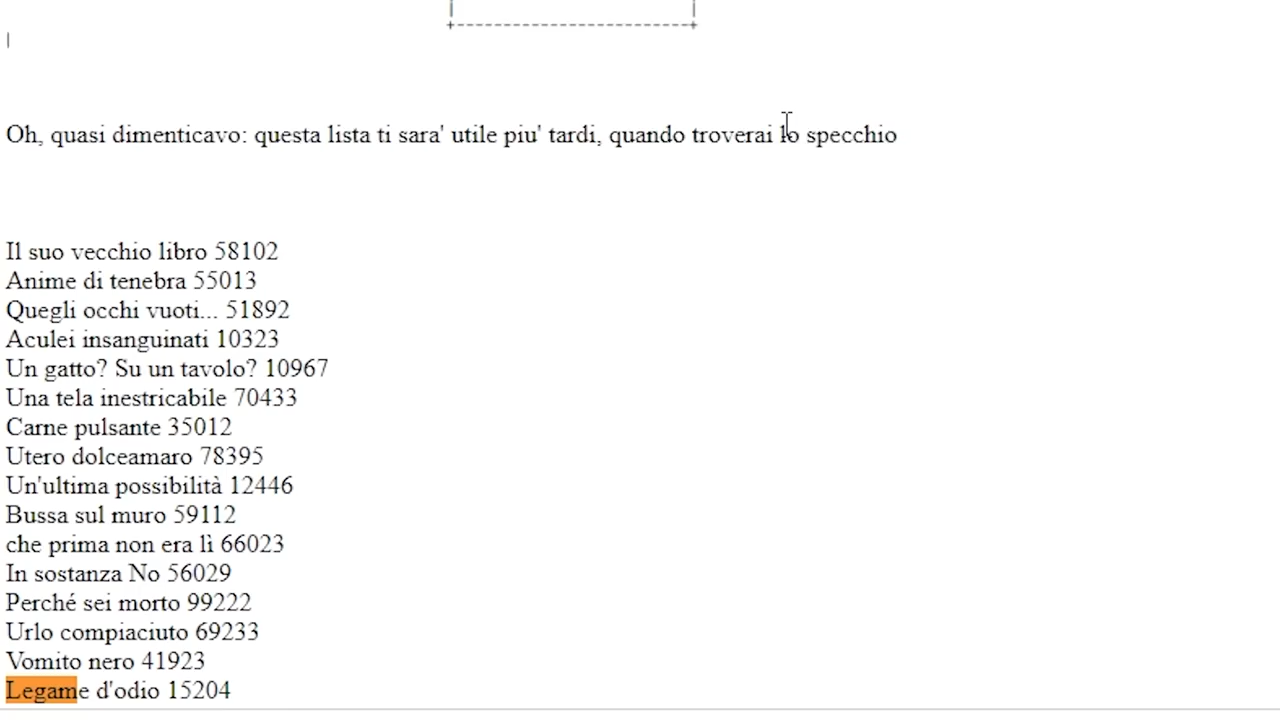 Oh, quasi dimenticavo: questa lista ti sara' utile piu' tardi, quando troverai lo specchio
Il suo vecchio libro 58102
Anime di tenebra 55013
Quegli occhi vuoti... 51892
Aculei insanguinati 10323
Un gatto? Su un tavolo? 10967
Una tela inestricabile 70433
Carne pulsante 35012
Utero dolceamaro 78395
Un'ultima possibilità 12446
Bussa sul muro 59112
che prima non era lì 66023
In sostanza No 56029
Perché sei morto 99222
Urlo compiaciuto 69233
Vomito nero 41923
Legame d'odio 15204